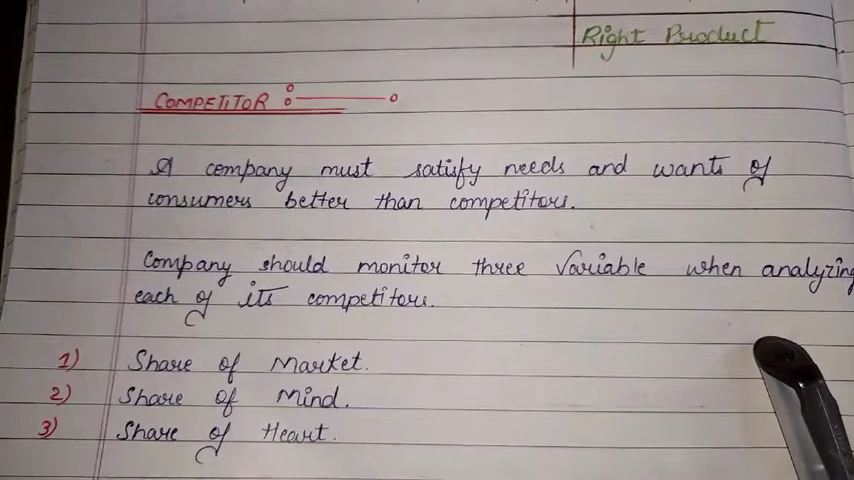 Right Product
COMPETITOR
A company must satisfy needs and wants of
consumers better than competitors.
Company should monitor three Variable when analyzing
each of its competitors.
1) Share of Market.
2) Share of Mind.
3) Share of Heart.